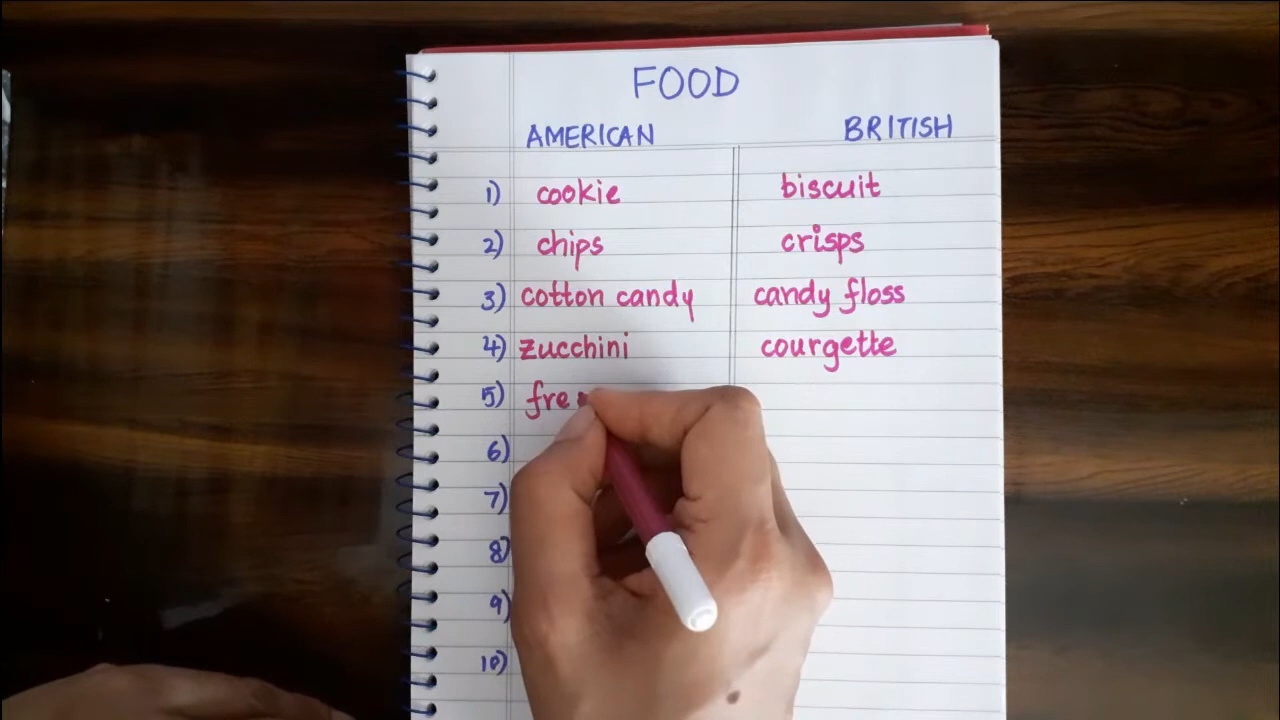 FOOD
AMERICAN BRITISH
1) cookie biscuit
2) chips crisps
3) cotton candy candy floss
4) zucchini courgette
5) fre
6)
7)
8)
9)
10)